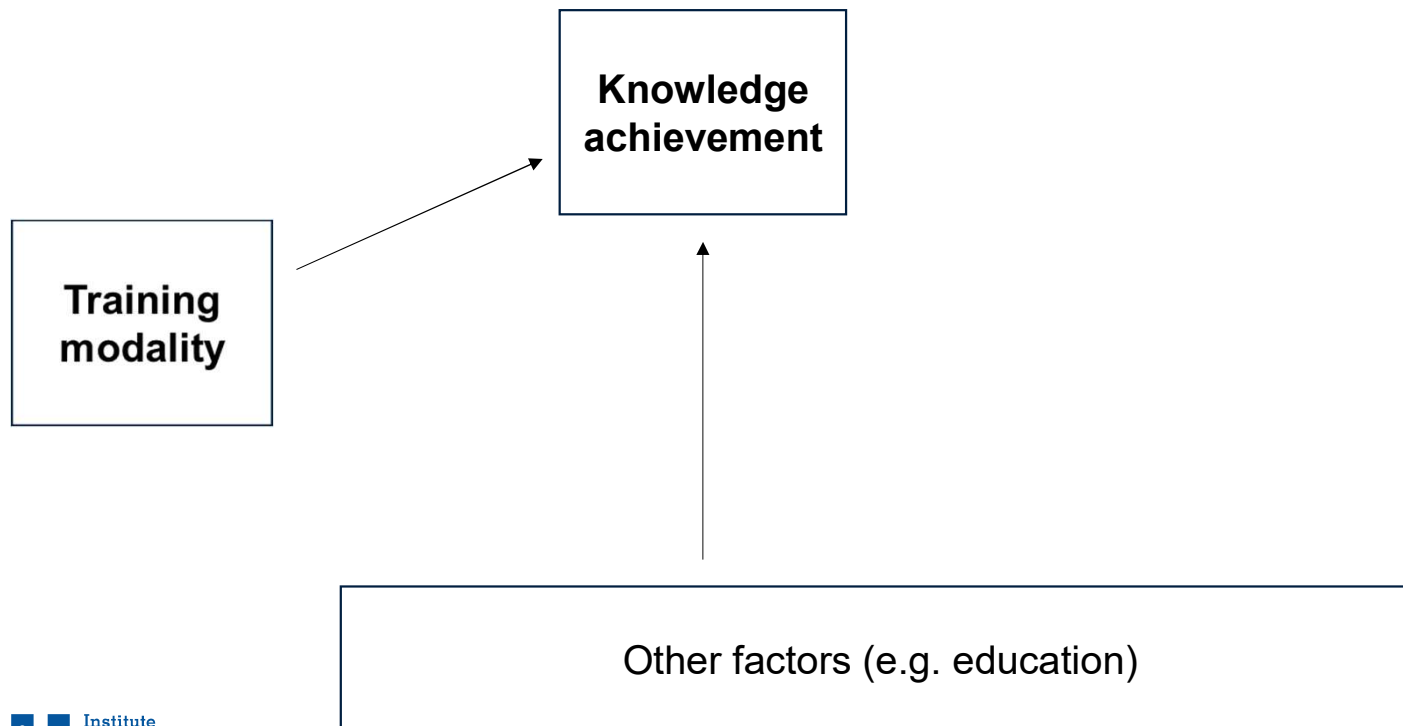 Knowledge
achievement
Training
modality
Other factors (e.g. education)
Institute